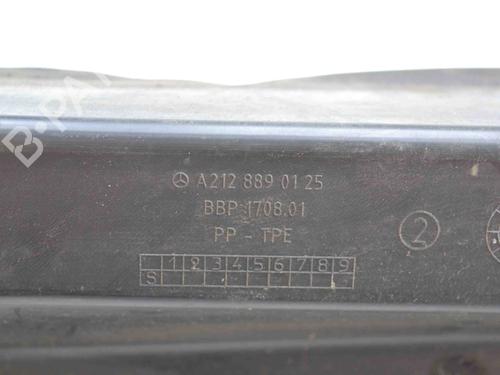 B-PARTS
A212 889 01 25
BBP 1708.01
PP - TPE
2
1 2 3 4 5 6 7 8 9
S